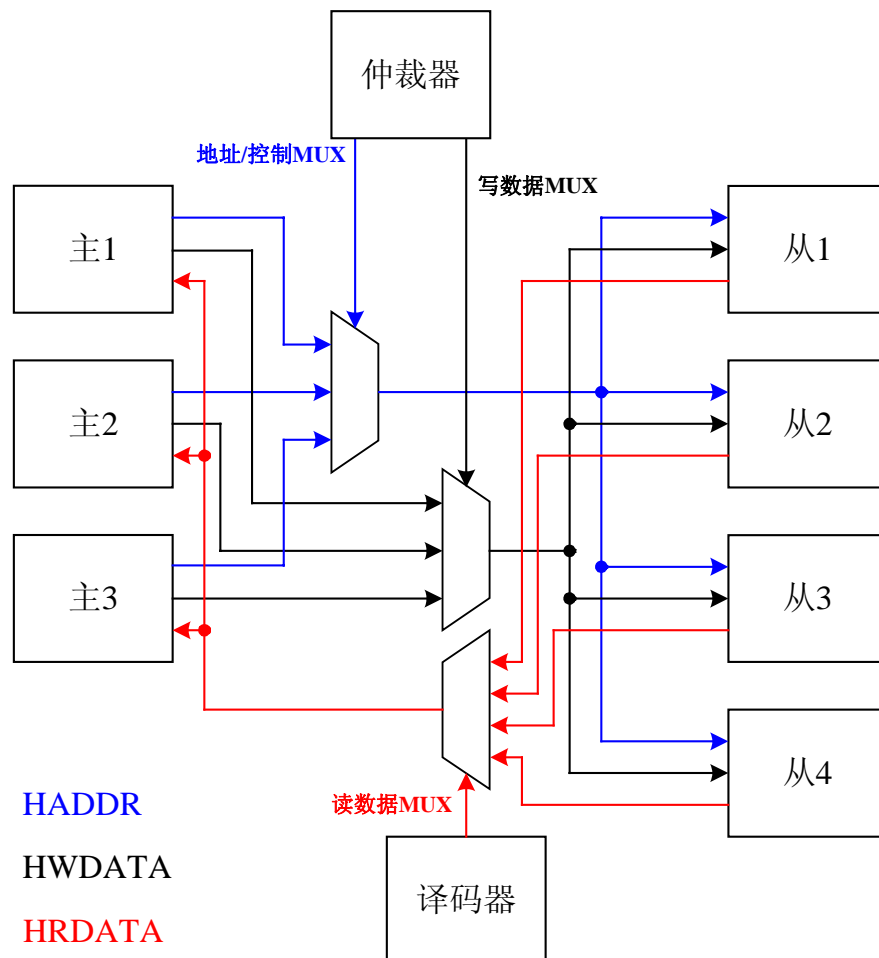 仲裁器
地址/控制MUX
写数据MUX
主1
从1
主2
从2
主3
从3
从4
读数据MUX
HADDR
HWDATA
HRDATA
译码器